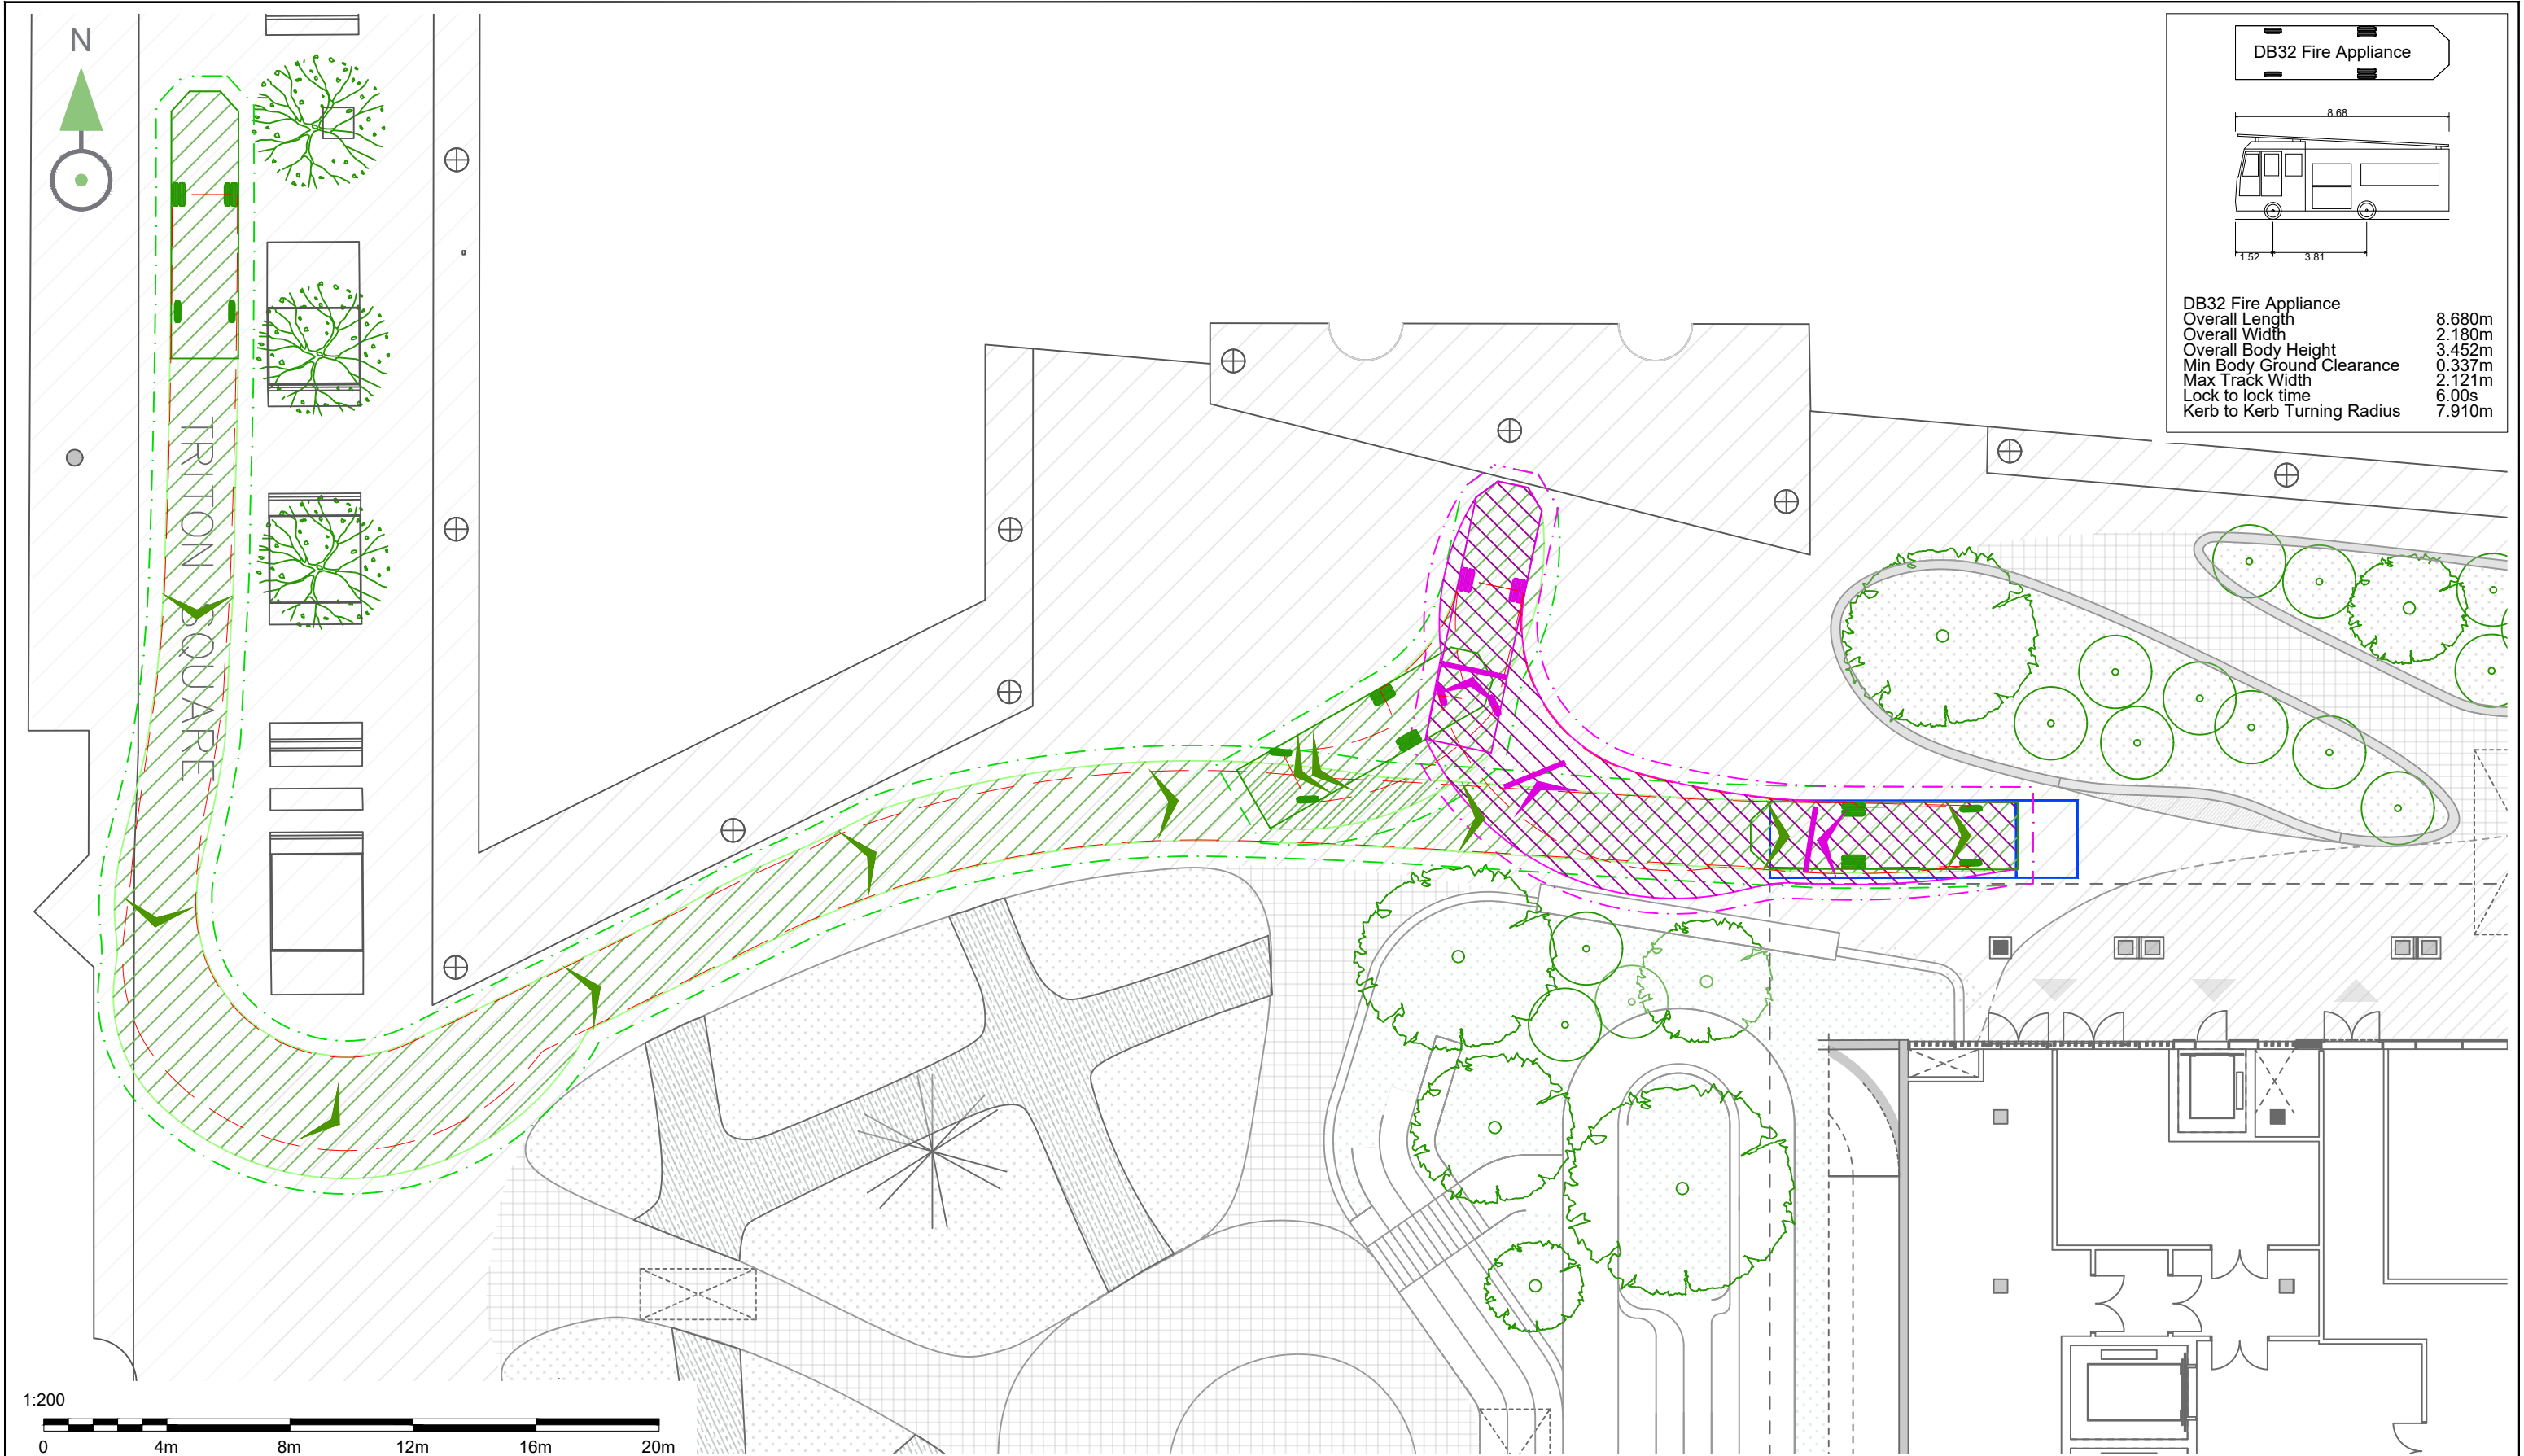 N
DB32 Fire Appliance
8.68
1.52
3.81
DB32 Fire Appliance
Overall Length 8.680m
Overall Width 2.180m
Overall Body Height 3.452m
Min Body Ground Clearance 0.337m
Max Track Width 2.121m
Lock to lock time 6.00s
Kerb to Kerb Turning Radius 7.910m
TRITON SQUARE
1:200
0 4m 8m 12m 16m 20m